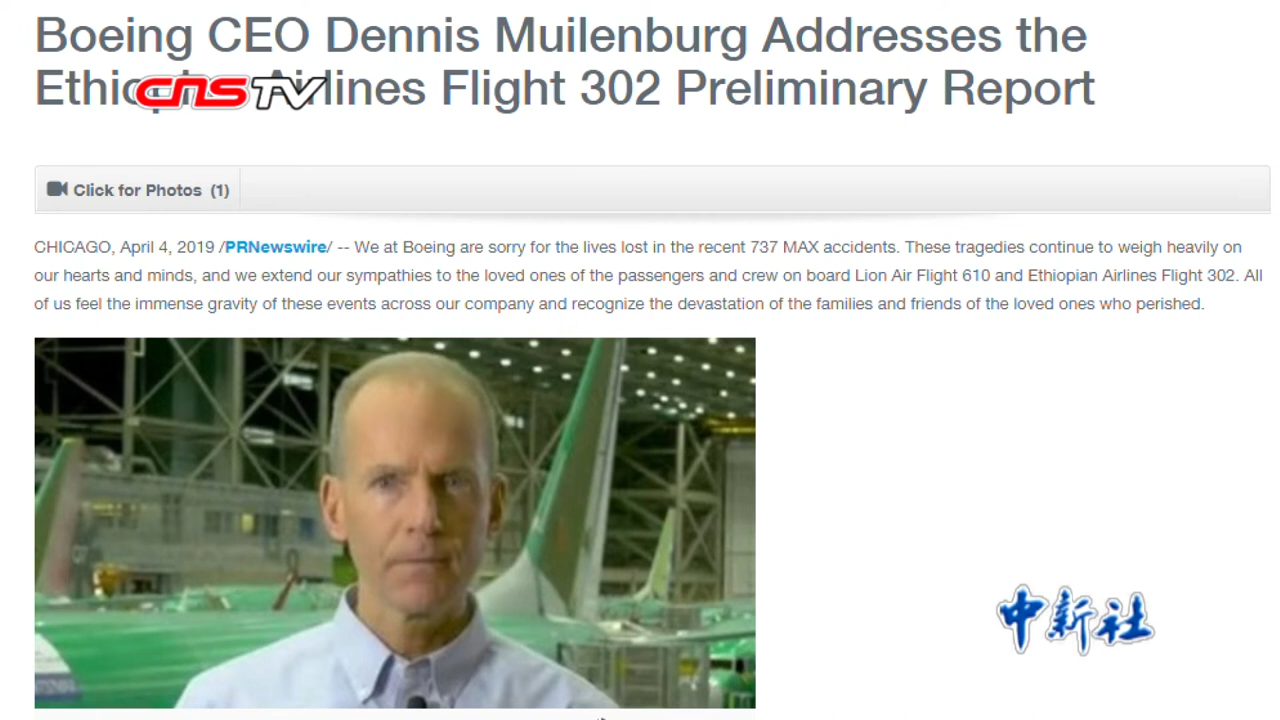 Boeing CEO Dennis Muilenburg Addresses the
Airlines Flight 302 Preliminary Report
CNSTV
Click for Photos (1)
CHICAGO, April 4, 2019 /PRNewswire/ -- We at Boeing are sorry for the lives lost in the recent 737 MAX accidents. These tragedies continue to weigh heavily on
our hearts and minds, and we extend our sympathies to the loved ones of the passengers and crew on board Lion Air Flight 610 and Ethiopian Airlines Flight 302. All
of us feel the immense gravity of these events across our company and recognize the devastation of the families and friends of the loved ones who perished.
中新社